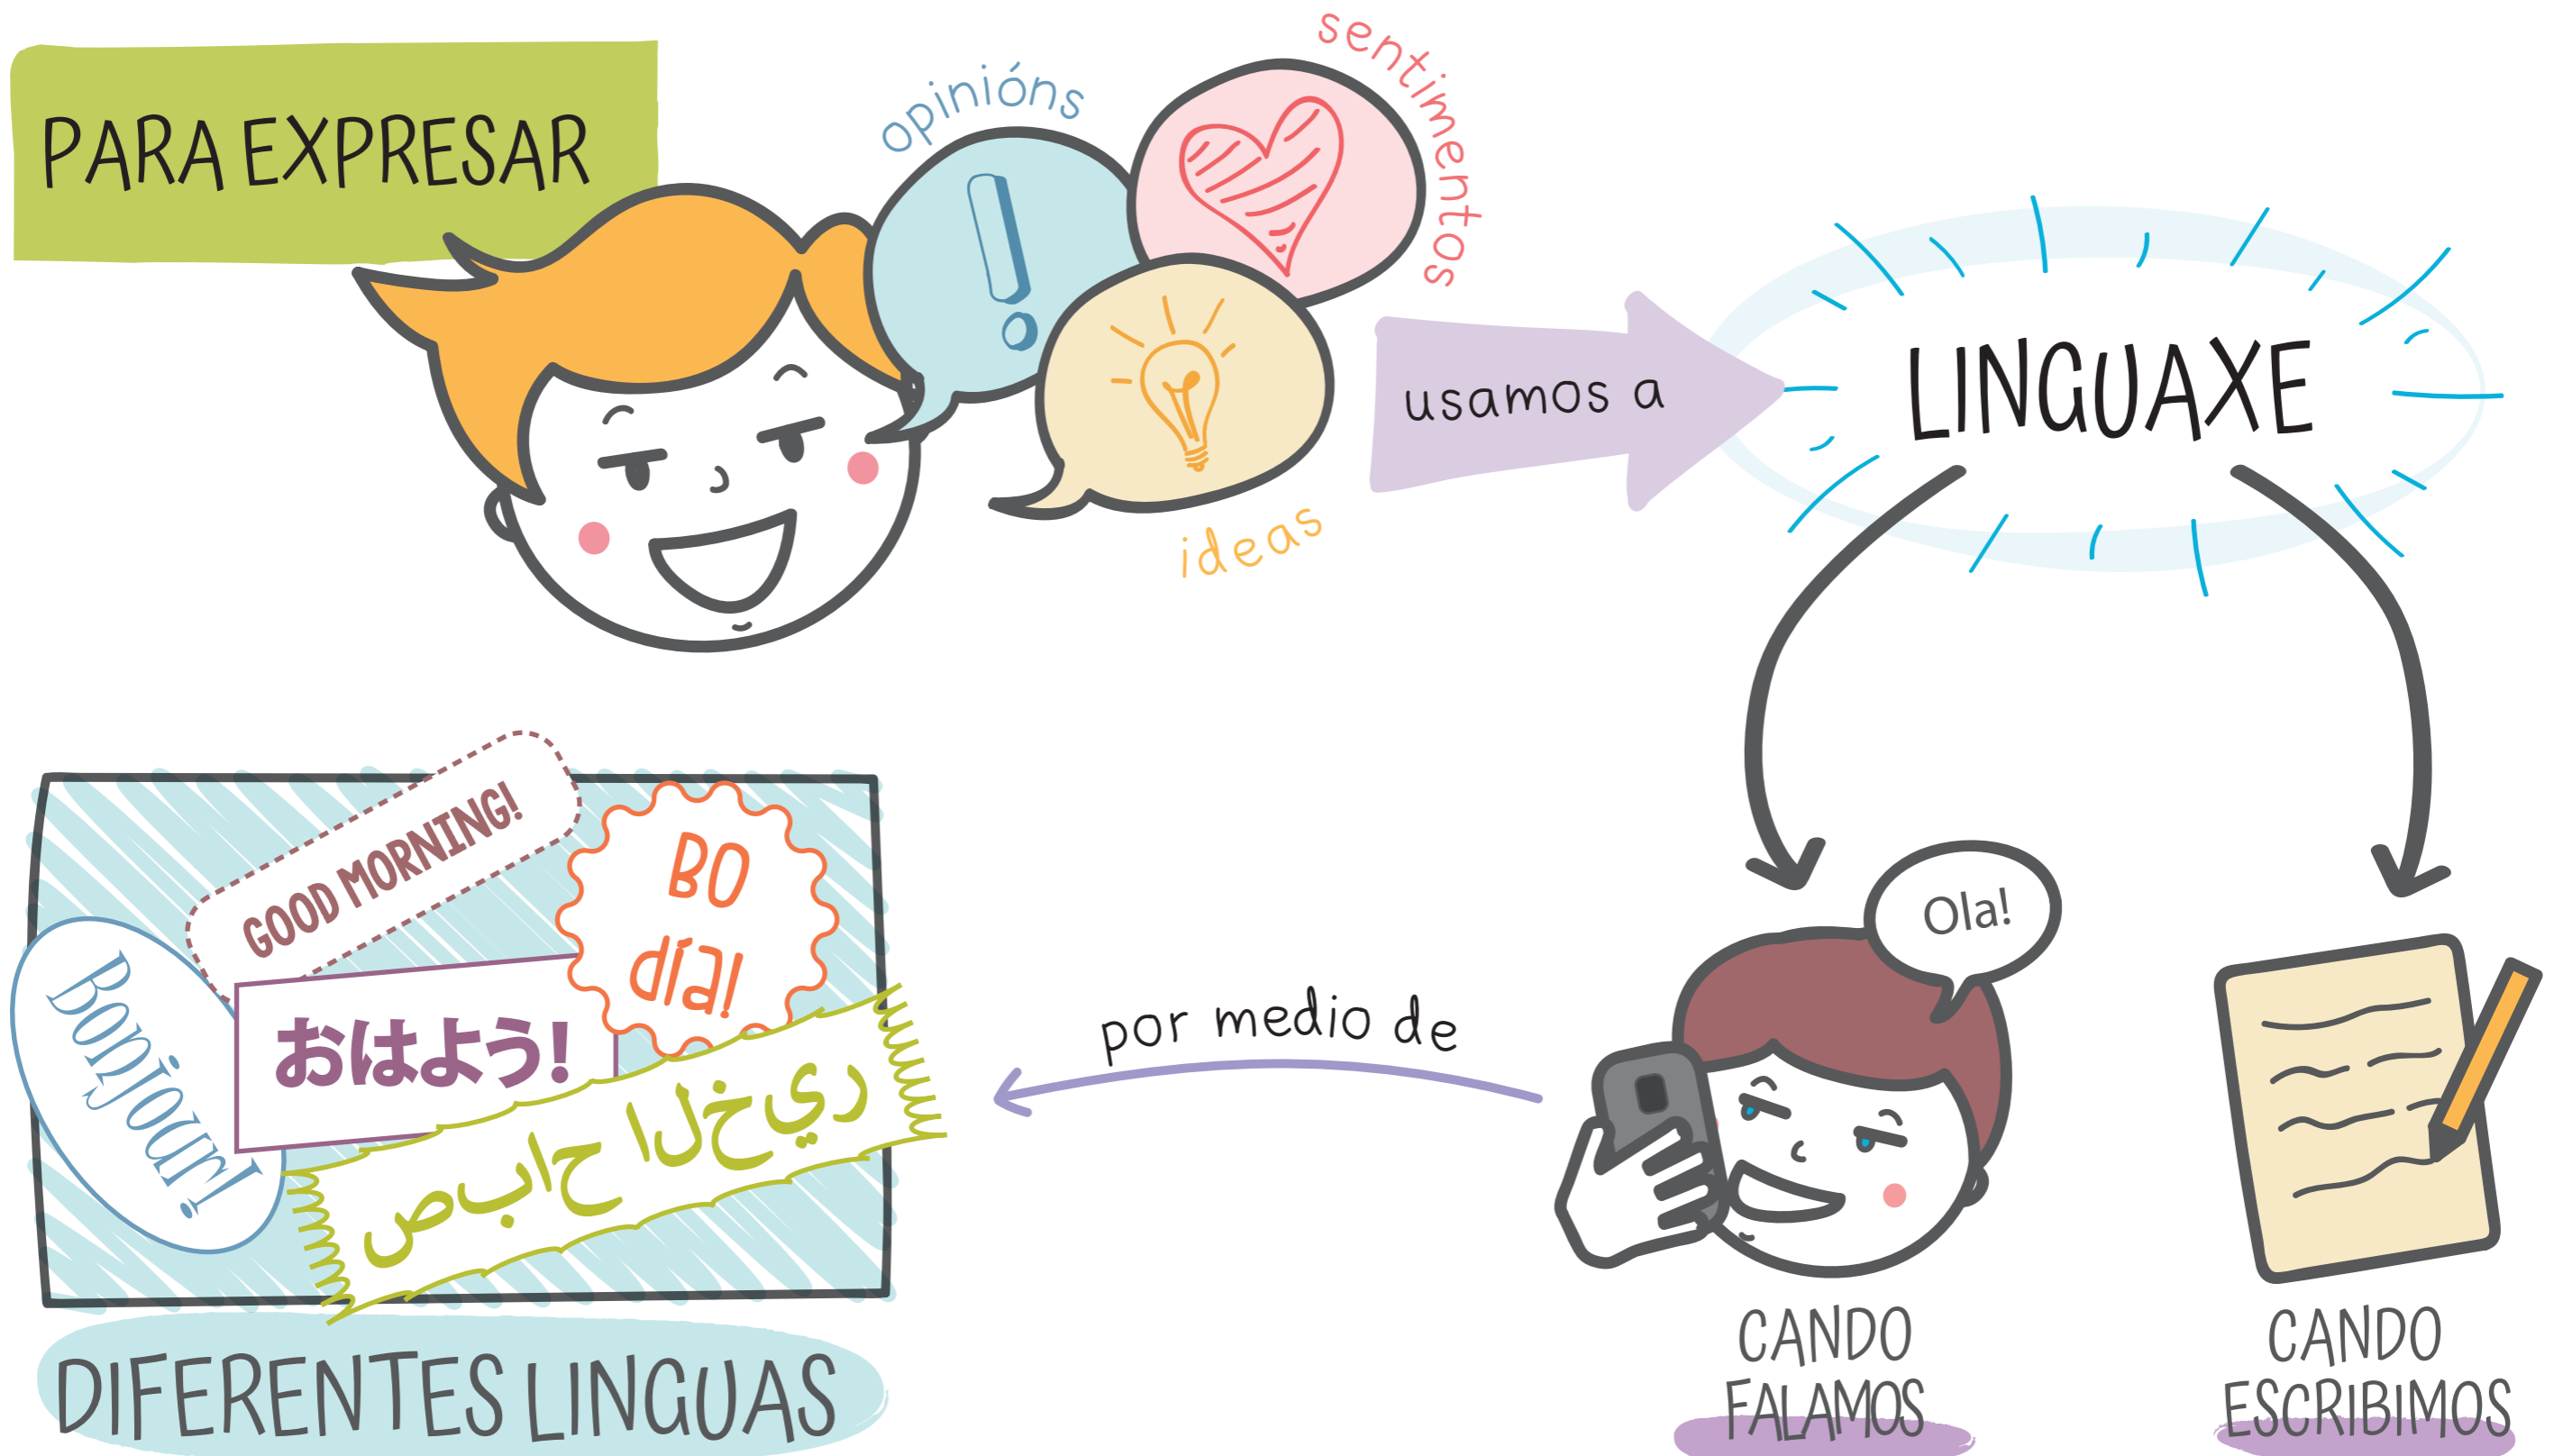 PARA EXPRESAR
opinións
sentimentos
ideas
usamos a
LINGUAXE
Ola!
CANDO
FALAMOS
CANDO
ESCRIBIMOS
por medio de
GOOD MORNING!
BO
DÍA!
Bonjour!
おはよう!
صباح الخير
DIFERENTES LINGUAS